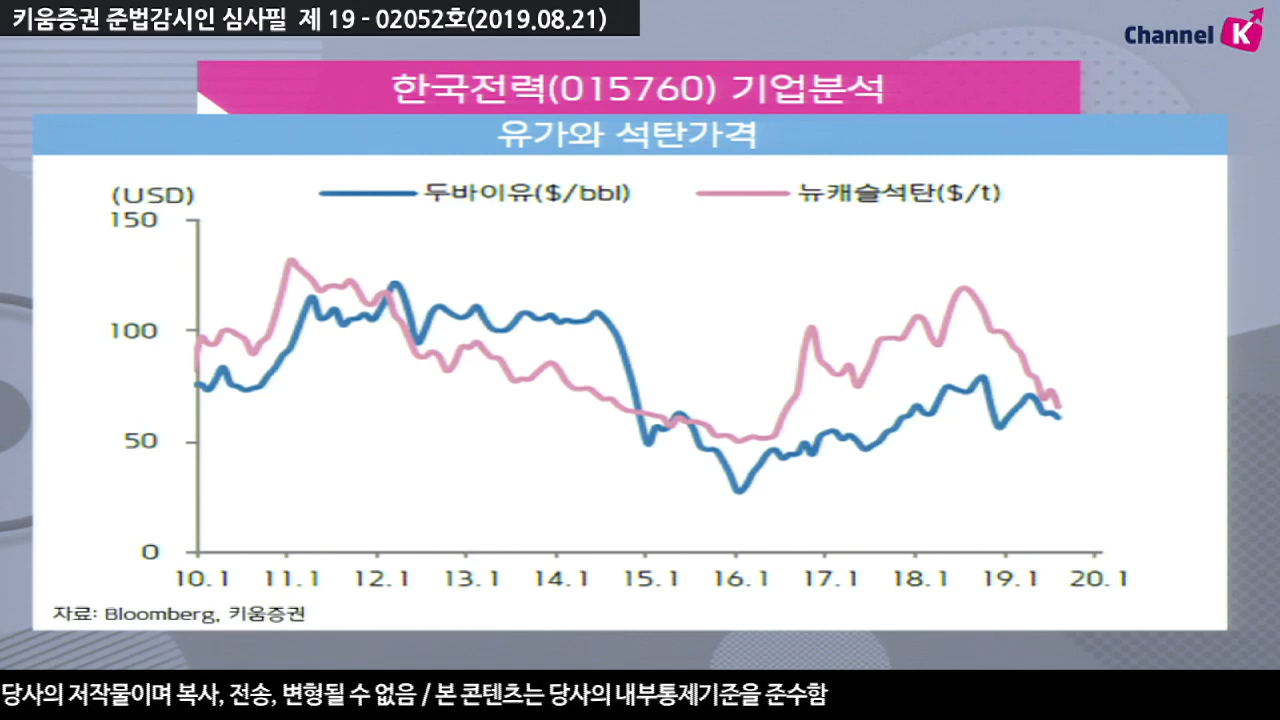 키움증권 준법감시인 심사필 제 19 - 02052호(2019.08.21)
Channel K
한국전력(015760) 기업분석
유가와 석탄가격
(USD)
두바이유($/bbl)
뉴캐슬석탄($/t)
150
100
50
0
10.1 11.1 12.1 13.1 14.1 15.1 16.1 17.1 18.1 19.1 20.1
자료: Bloomberg, 키움증권
당사의 저작물이며 복사, 전송, 변형될 수 없음 / 본 콘텐츠는 당사의 내부통제기준을 준수함